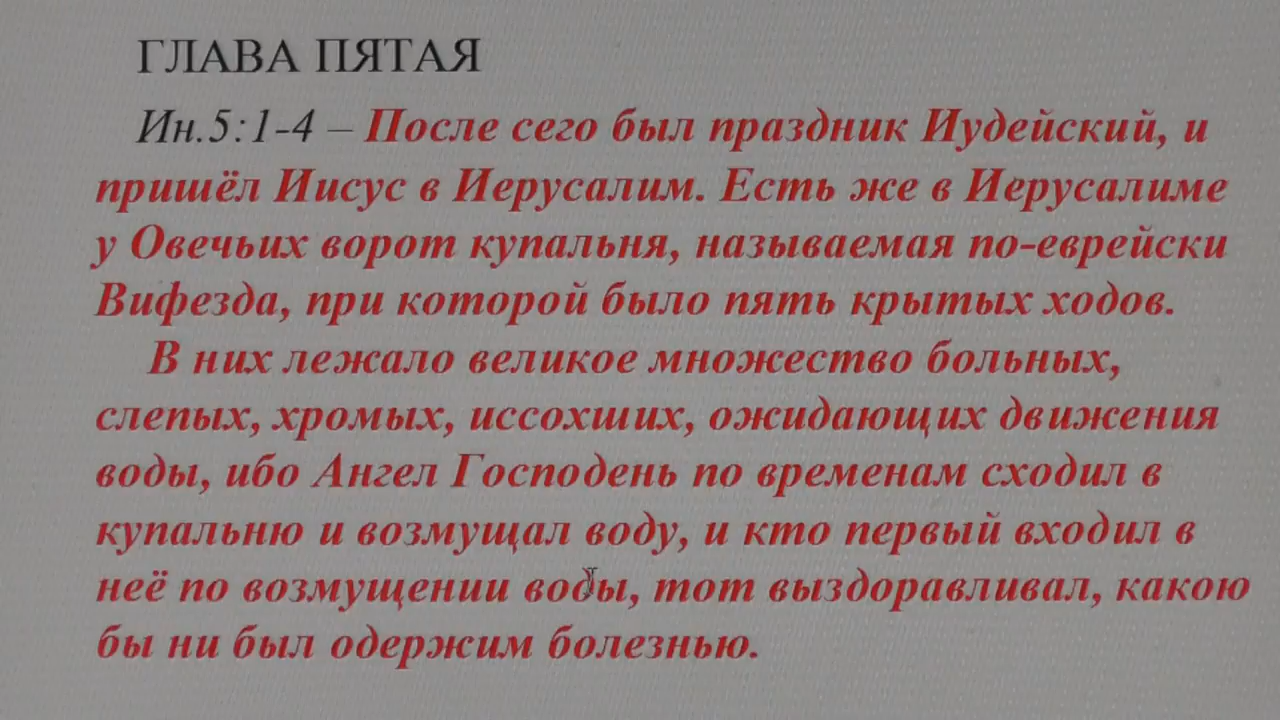 ГЛАВА ПЯТАЯ
Ин.5:1-4 – После сего был праздник Иудейский, и
пришёл Иисус в Иерусалим. Есть же в Иерусалиме
у Овечьих ворот купальня, называемая по-еврейски
Вифезда, при которой было пять крытых ходов.
В них лежало великое множество больных,
слепых, хромых, иссохших, ожидающих движения
воды, ибо Ангел Господень по временам сходил в
купальню и возмущал воду, и кто первый входил в
неё по возмущении воды, тот выздоравливал, какою
бы ни был одержим болезнью.